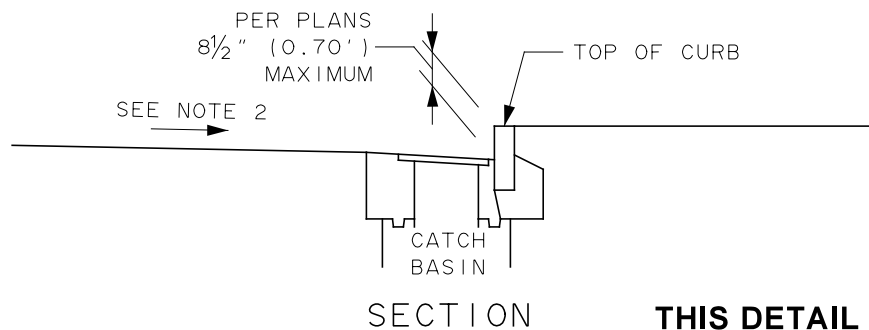 PER PLANS
8½" (0.70')
MAXIMUM
TOP OF CURB
SEE NOTE 2
CATCH
BASIN
SECTION
THIS DETAIL